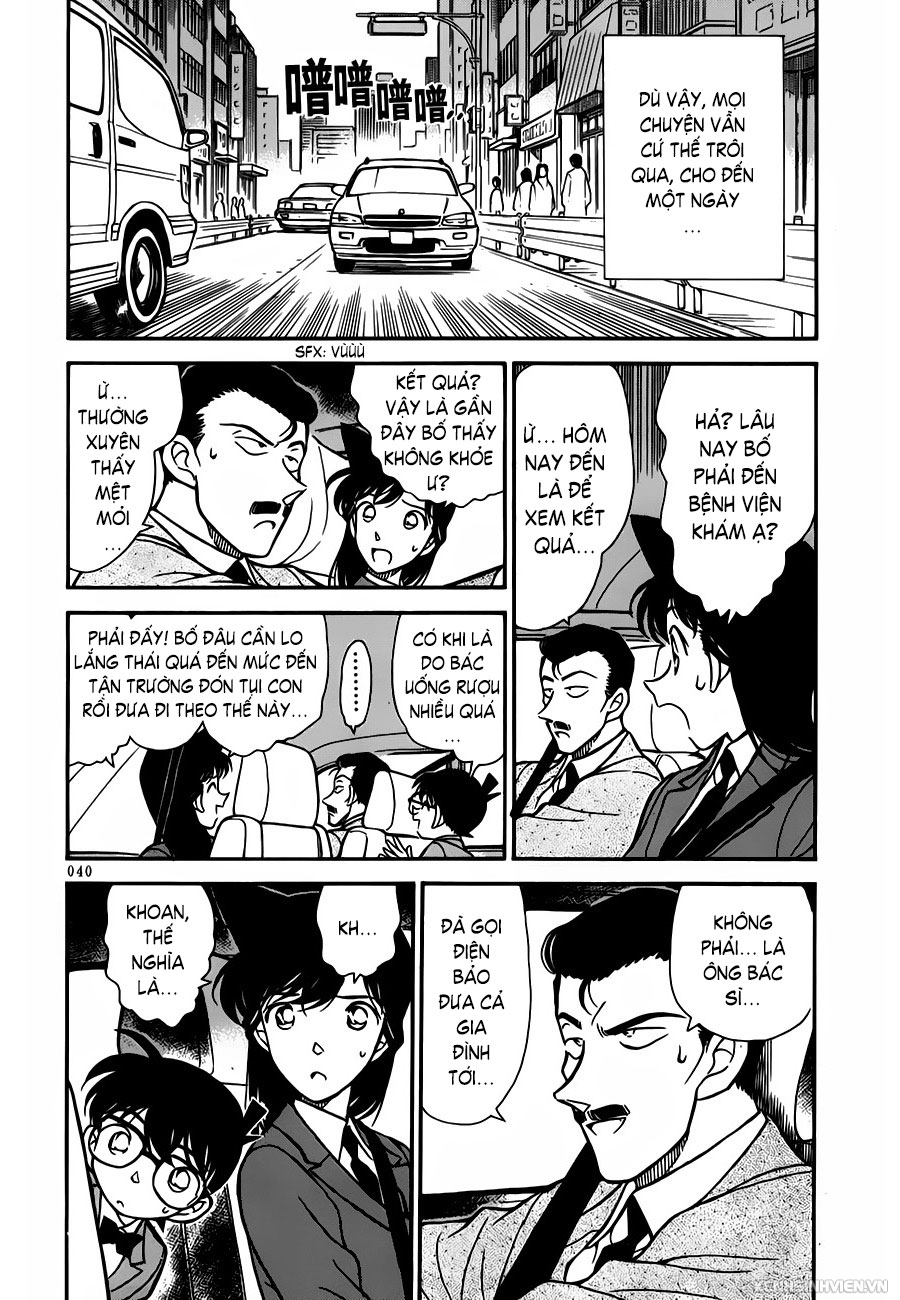 噌噌噌噌...
DÙ VẬY, MỌI
CHUYỆN VẪN
CỨ THẾ TRÔI
QUA, CHO ĐẾN
MỘT NGÀY
...
SFX: VÙÙÙ
HẢ? LÂU
NAY BỐ
PHẢI ĐẾN
BỆNH VIỆN
KHÁM Ạ?
Ừ... HÔM
NAY ĐẾN
LÀ ĐỂ
XEM KẾT
QUẢ...
KẾT QUẢ?
VẬY LÀ GẦN
ĐÂY BỐ THẤY
KHÔNG KHỎE
Ư?
Ừ...
THƯỜNG
XUYÊN
THẤY
MỆT
MỎI
...
CÓ KHI LÀ
DO BÁC
UỐNG RƯỢU
NHIỀU QUÁ
........
PHẢI ĐẤY! BỐ ĐÂU CẦN LO
LẮNG THÁI QUÁ ĐẾN MỨC ĐẾN
TẬN TRƯỜNG ĐÓN TỤI CON
RỒI ĐƯA ĐI THEO THẾ NÀY...
040
KHÔNG
PHẢI... LÀ
ÔNG BÁC
SĨ...
ĐÃ GỌI
ĐIỆN
BẢO
ĐƯA CẢ
GIA
ĐÌNH
TỚI...
KH...
KHOAN,
THẾ
NGHĨA
LÀ...